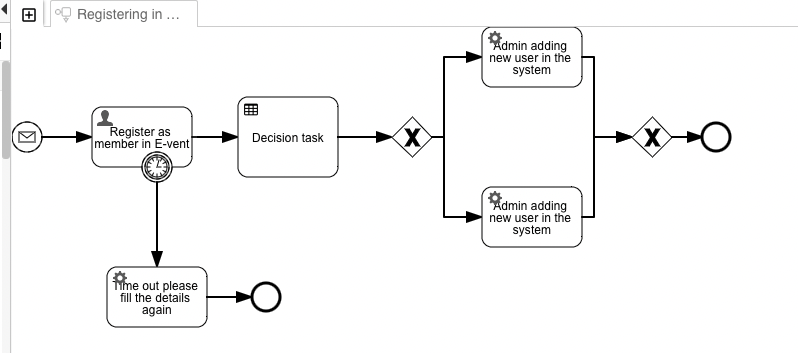 Registering in ...
Register as
member in E-vent
Decision task
Admin adding
new user in the
system
Admin adding
new user in the
system
Time out please
fill the details
again